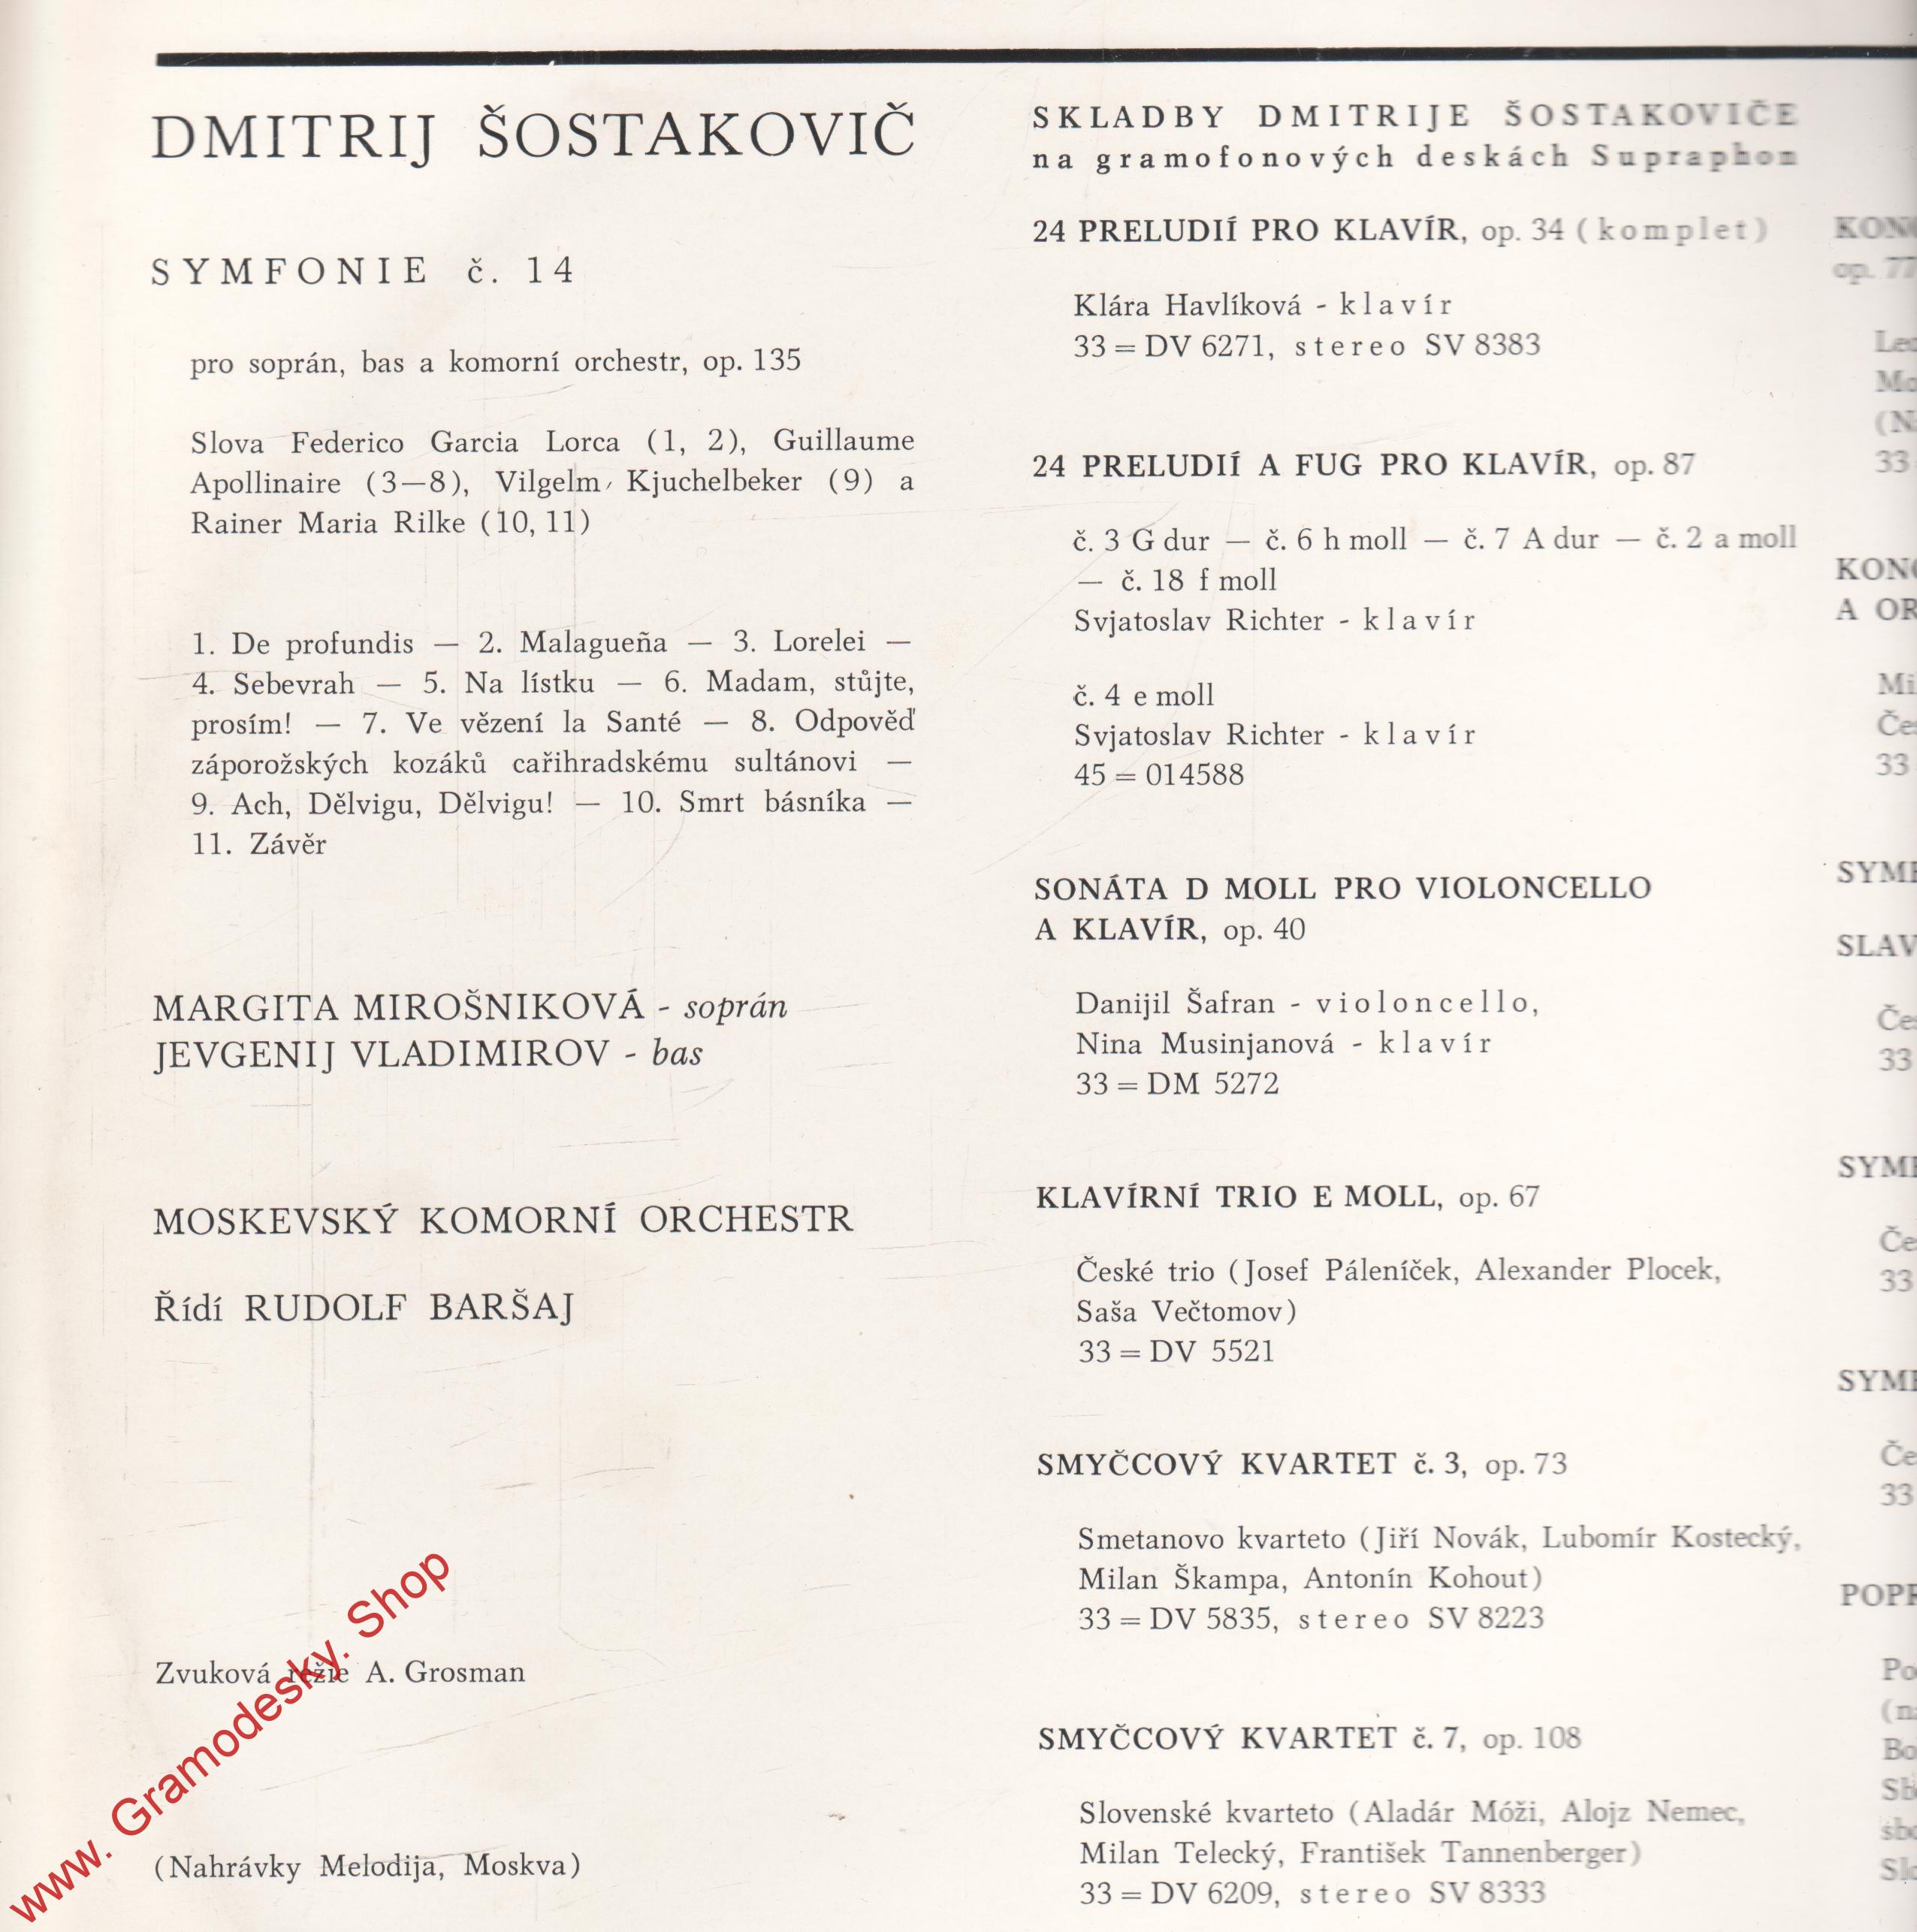 DMITRIJ ŠOSTAKOVIČ
SYMFONIE č. 14
pro soprán, bas a komorní orchestr, op. 135
Slova Federico Garcia Lorca (1, 2), Guillaume
Apollinaire (3—8), Vilgelm Kjuchelbeker (9) a
Rainer Maria Rilke (10, 11)
1. De profundis — 2. Malagueña — 3. Lorelei —
4. Sebevrah — 5. Na lístku — 6. Madam, stůjte,
prosím! — 7. Ve vězení la Santé — 8. Odpověď
záporožských kozáků cařihradskému sultánovi —
9. Ach, Dělvigu, Dělvigu! — 10. Smrt básníka —
11. Závěr
MARGITA MIROŠNIKOVÁ - soprán
JEVGENIJ VLADIMIROV - bas
MOSKEVSKÝ KOMORNÍ ORCHESTR
Řídí RUDOLF BARŠAJ
Zvuková režie A. Grosman
(Nahrávky Melodija, Moskva)
www. Gramodesky. Shop
SKLADBY DMITRIJE ŠOSTAKOVIČE
na gramofonových deskách Supraphon
24 PRELUDIÍ PRO KLAVÍR, op. 34 (komplet)
Klára Havlíková - klavír
33 = DV 6271, stereo SV 8383
24 PRELUDIÍ A FUG PRO KLAVÍR, op. 87
č. 3 G dur — č. 6 h moll — č. 7 A dur — č. 2 a moll
— č. 18 f moll
Svjatoslav Richter - klavír
č. 4 e moll
Svjatoslav Richter - klavír
45 = 014588
SONÁTA D MOLL PRO VIOLONCELLO
A KLAVÍR, op. 40
Danijil Šafran - violoncello,
Nina Musinjanová - klavír
33 = DM 5272
KLAVÍRNÍ TRIO E MOLL, op. 67
České trio (Josef Páleníček, Alexander Plocek,
Saša Večtomov)
33 = DV 5521
SMYČCOVÝ KVARTET č. 3, op. 73
Smetanovo kvarteto (Jiří Novák, Lubomír Kostecký,
Milan Škampa, Antonín Kohout)
33 = DV 5835, stereo SV 8223
SMYČCOVÝ KVARTET č. 7, op. 108
Slovenské kvarteto (Aladár Móži, Alojz Nemec,
Milan Telecký, František Tannenberger)
33 = DV 6209, stereo SV 8333
op. 77
33
A OR
33
33
33
33